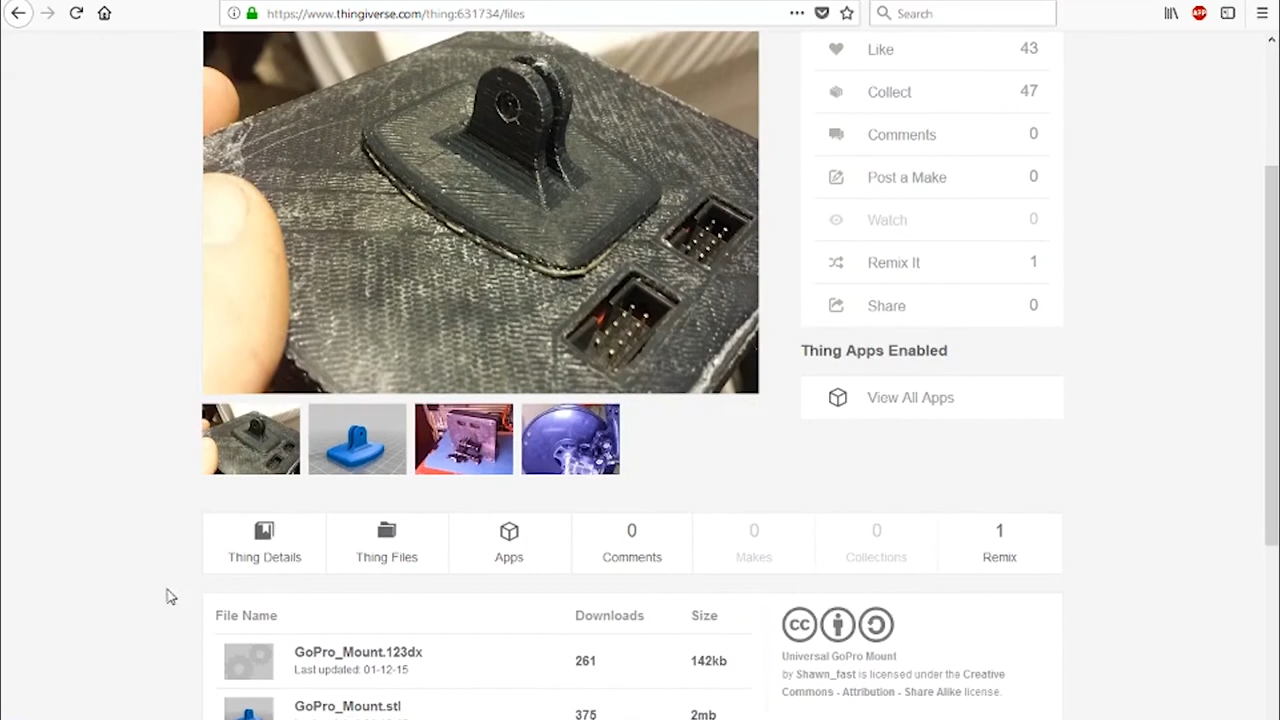 https://www.thingiverse.com/thing:631734/files
Search
Like 43
Collect 47
Comments 0
Post a Make 0
Watch 0
Remix It 1
Share 0
Thing Apps Enabled
View All Apps
0 0 0 1
Thing Details Thing Files Apps Comments Makes Collections Remix
File Name Downloads Size
GoPro_Mount.123dx 261 142kb
Last updated: 01-12-15
GoPro_Mount.stl 375 2mb
Universal GoPro Mount
by Shawn_fast is licensed under the Creative
Commons - Attribution - Share Alike license.